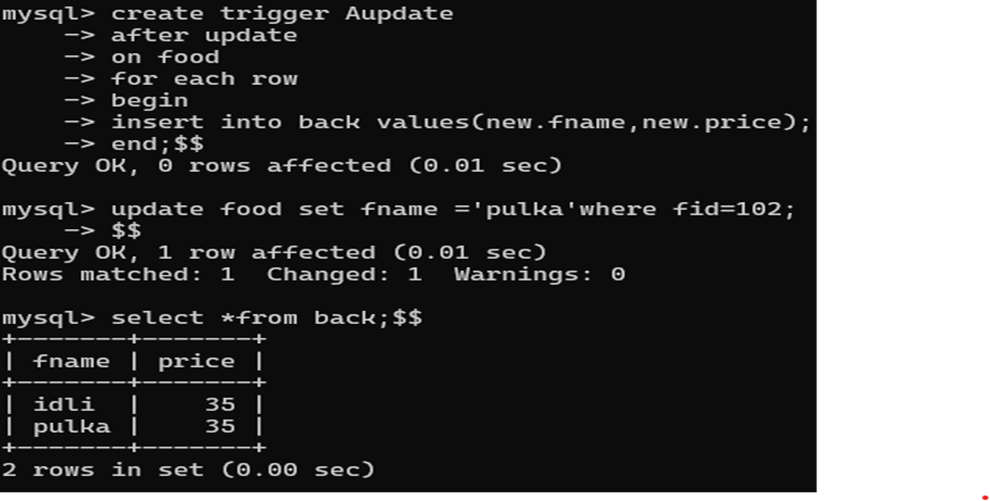 mysql> create trigger Aupdate
    -> after update
    -> on food
    -> for each row
    -> begin
    -> insert into back values(new.fname,new.price);
    -> end;$$
Query OK, 0 rows affected (0.01 sec)

mysql> update food set fname ='pulka'where fid=102;
    -> $$
Query OK, 1 row affected (0.01 sec)
Rows matched: 1  Changed: 1  Warnings: 0

mysql> select *from back;$$
+-------+-------+
| fname | price |
+-------+-------+
| idli  |    35 |
| pulka |    35 |
+-------+-------+
2 rows in set (0.00 sec)